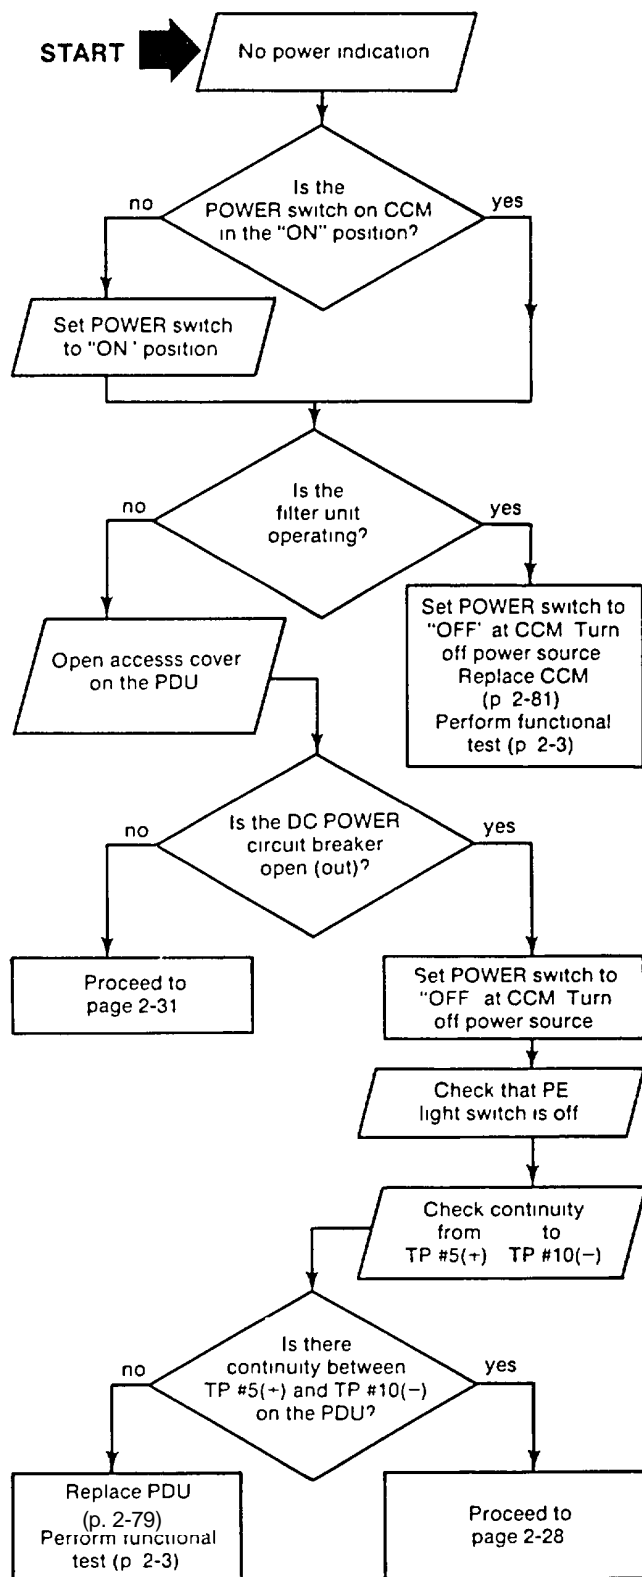 START
No power indication
Is the
POWER switch on CCM
in the "ON" position?
no
yes
Set POWER switch
to "ON' position
Is the
filter unit
operating?
no
yes
Open accesss cover
on the PDU
Set POWER switch to
"OFF' at CCM Turn
off power source
Replace CCM
(p 2-81)
Perform functional
test (p 2-3)
Is the DC POWER
circuit breaker
open (out)?
no
yes
Proceed to
page 2-31
Set POWER switch to
"OFF at CCM Turn
off power source
Check that PE
light switch is off
Check continuity
from to
TP #5(+) TP #10(−)
Is there
continuity between
TP #5(+) and TP #10(−)
on the PDU?
no
yes
Replace PDU
(p. 2-79)
Perform functional
test (p 2-3)
Proceed to
page 2-28